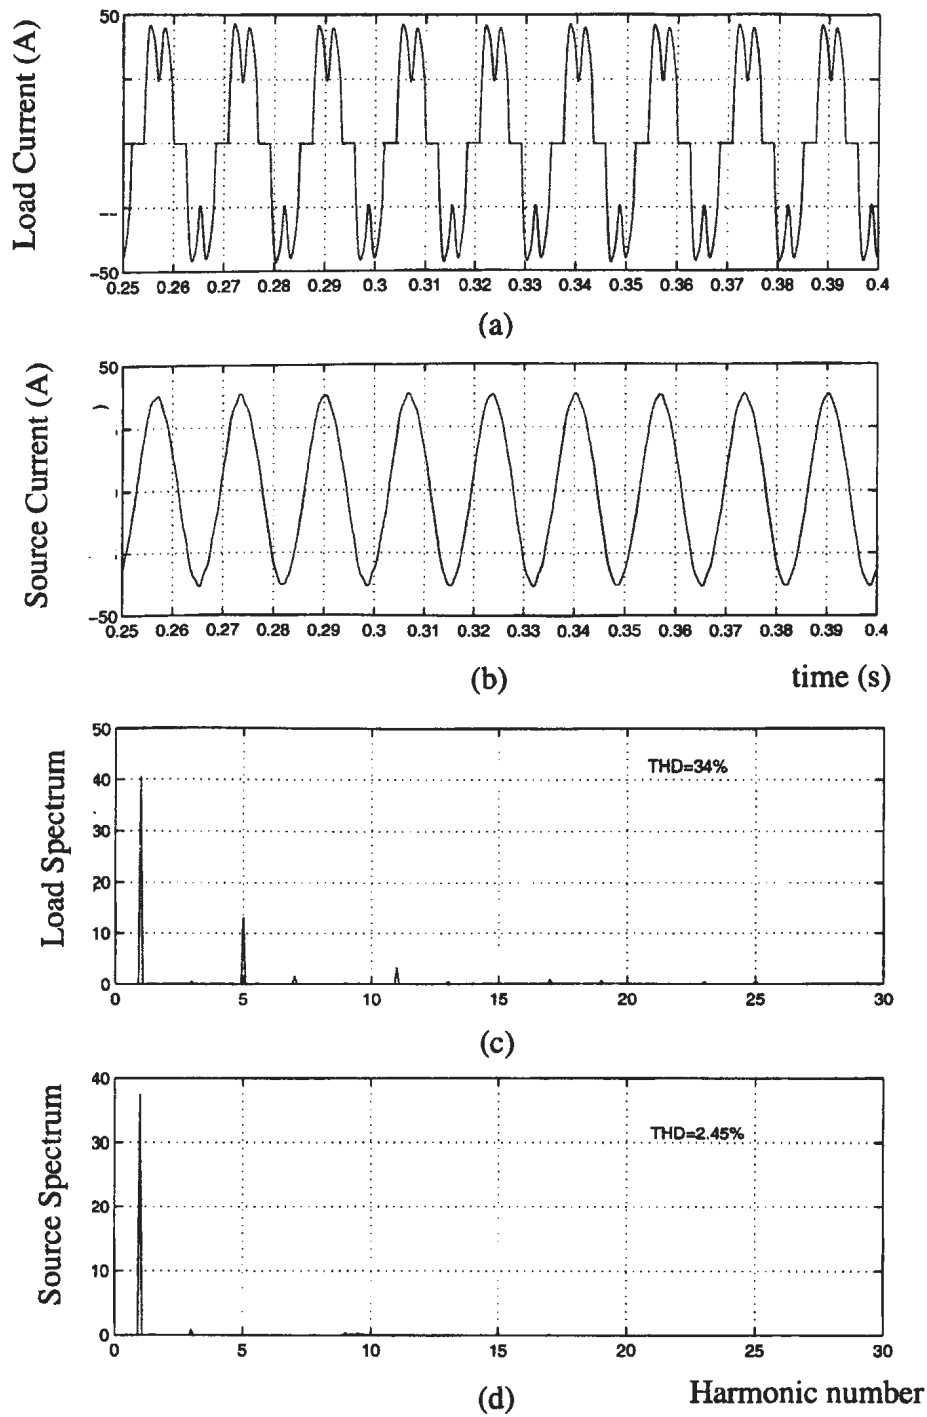 Load Current (A)
50
-50
0.25 0.26 0.27 0.28 0.29 0.3 0.31 0.32 0.33 0.34 0.35 0.36 0.37 0.38 0.39 0.4
(a)
Source Current (A)
50
-50
0.25 0.26 0.27 0.28 0.29 0.3 0.31 0.32 0.33 0.34 0.35 0.36 0.37 0.38 0.39 0.4
(b)
time (s)
Load Spectrum
50
40
30
20
10
0
THD=34%
0 5 10 15 20 25 30
(c)
Source Spectrum
40
30
20
10
0
THD=2.45%
0 5 10 15 20 25 30
(d)
Harmonic number